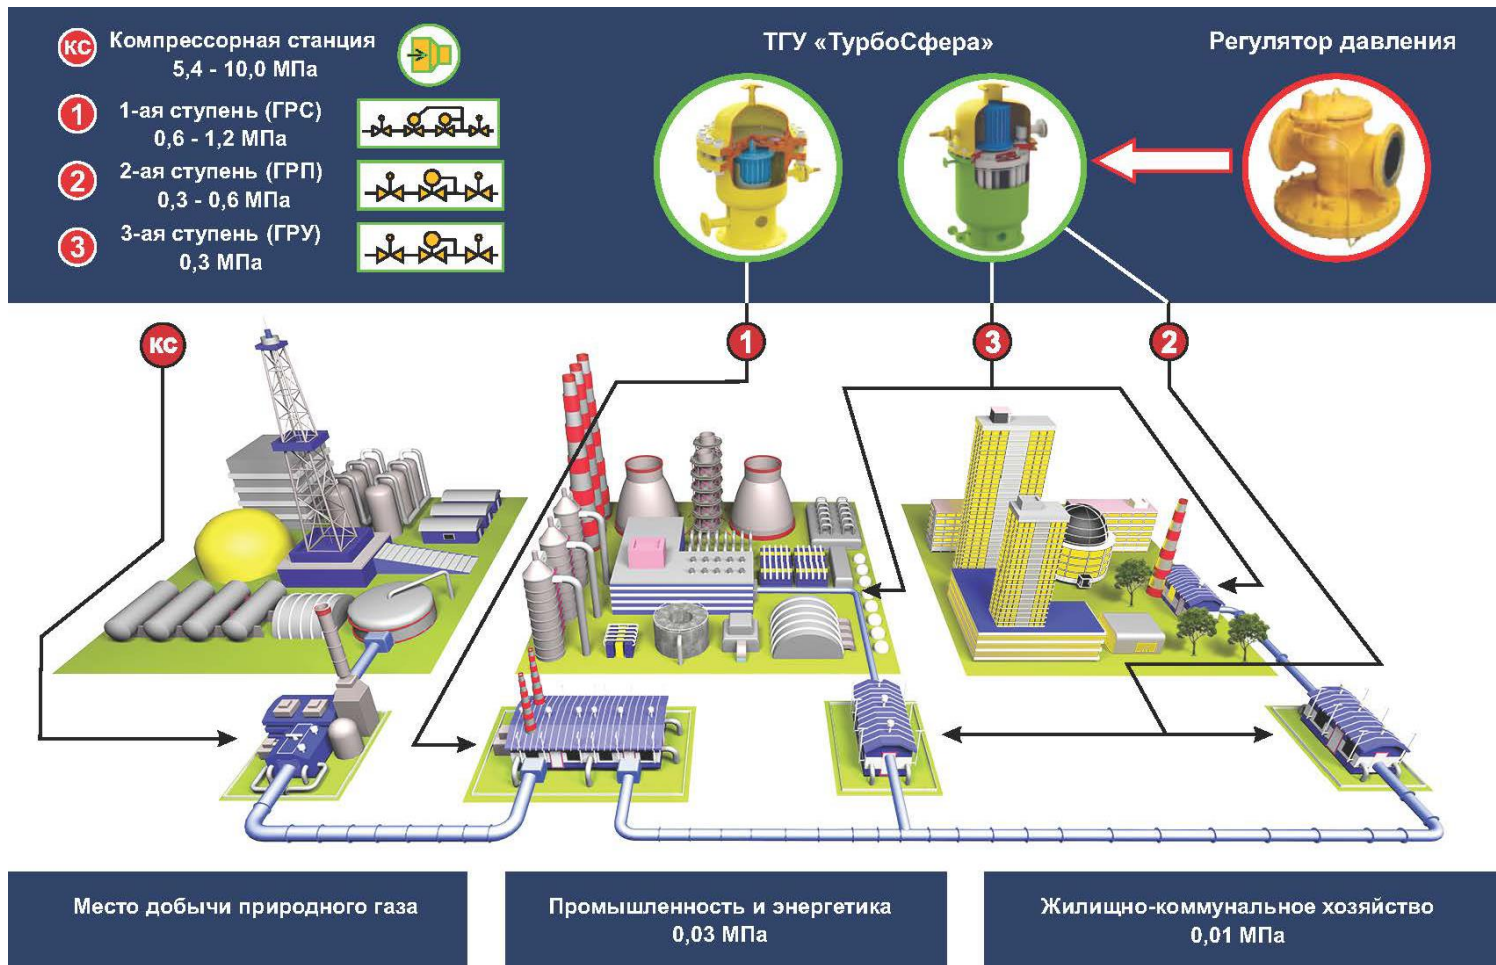 КС
Компрессорная станция
5,4 - 10,0 МПа
1
1-ая ступень (ГРС)
0,6 - 1,2 МПа
2
2-ая ступень (ГРП)
0,3 - 0,6 МПа
3
3-ая ступень (ГРУ)
0,3 МПа
ТГУ «ТурбоСфера»
Регулятор давления
КС
1
3
2
Место добычи природного газа
Промышленность и энергетика
0,03 МПа
Жилищно-коммунальное хозяйство
0,01 МПа